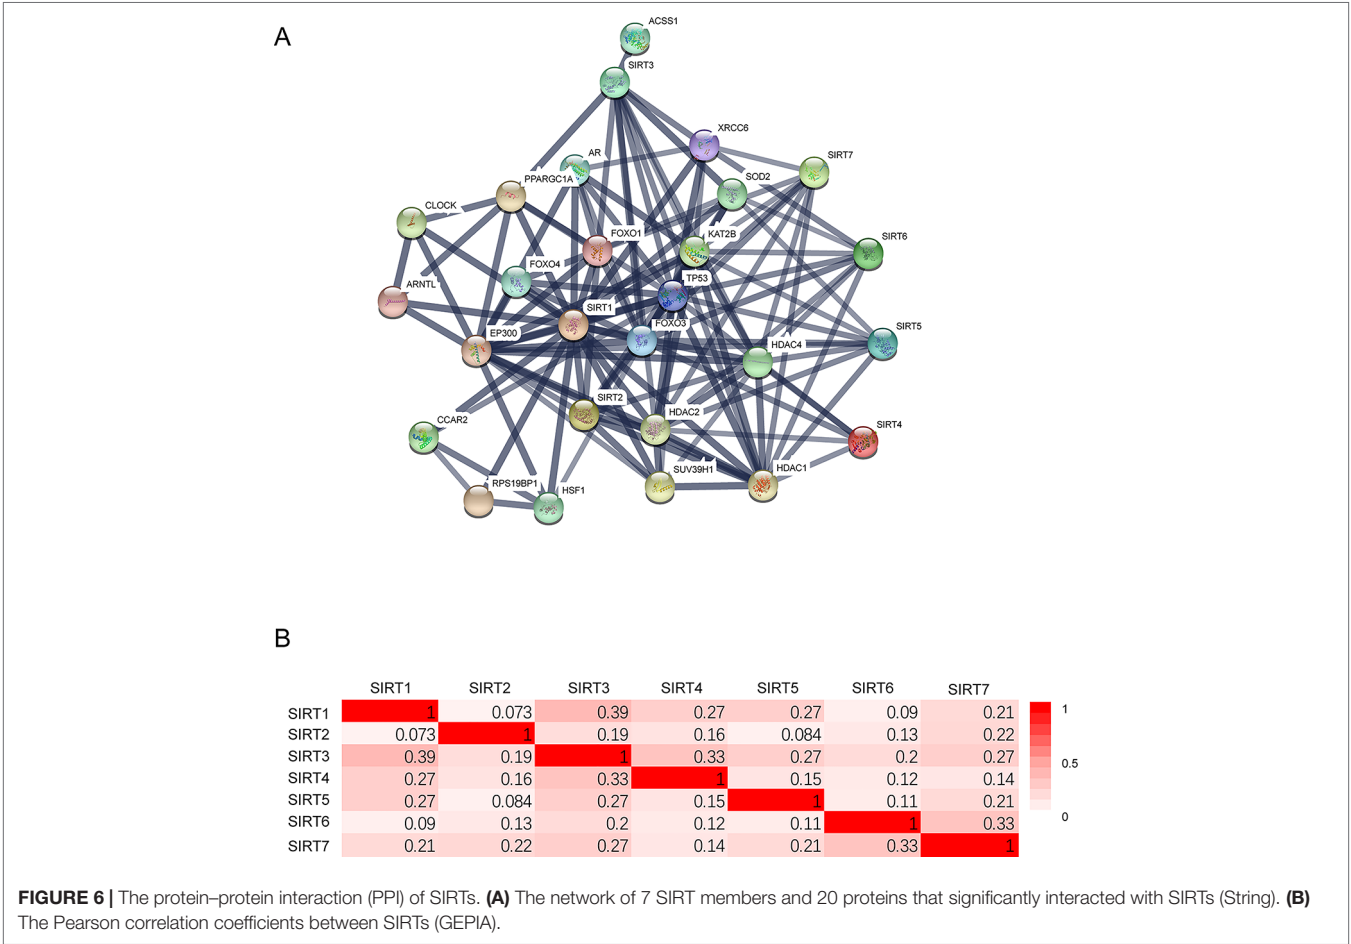 A
ACSS1
SIRT3
XRCC6
AR
SIRT7
PPARGC1A
SOD2
CLOCK
FOXO1
KAT2B
SIRT6
FOXO4
TP53
ARNTL
SIRT1
FOXO3
SIRT5
EP300
HDAC4
SIRT2
HDAC2
CCAR2
SIRT4
SUV39H1
HDAC1
RPS19BP1
HSF1
B
SIRT1 SIRT2 SIRT3 SIRT4 SIRT5 SIRT6 SIRT7
SIRT1 1 0.073 0.39 0.27 0.27 0.09 0.21
SIRT2 0.073 1 0.19 0.16 0.084 0.13 0.22
SIRT3 0.39 0.19 1 0.33 0.27 0.2 0.27
SIRT4 0.27 0.16 0.33 1 0.15 0.12 0.14
SIRT5 0.27 0.084 0.27 0.15 1 0.11 0.21
SIRT6 0.09 0.13 0.2 0.12 0.11 1 0.33
SIRT7 0.21 0.22 0.27 0.14 0.21 0.33 1
1
0.5
0
FIGURE 6 | The protein–protein interaction (PPI) of SIRTs. (A) The network of 7 SIRT members and 20 proteins that significantly interacted with SIRTs (String). (B)
The Pearson correlation coefficients between SIRTs (GEPIA).